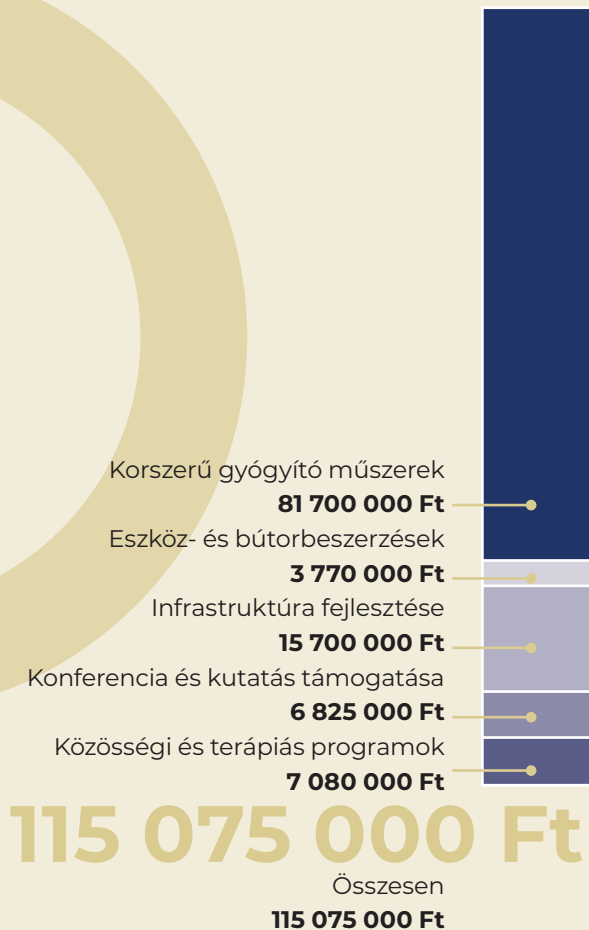 Korszerű gyógyító műszerek
81 700 000 Ft
Eszköz- és bútorbeszerzések
3 770 000 Ft
Infrastruktúra fejlesztése
15 700 000 Ft
Konferencia és kutatás támogatása
6 825 000 Ft
Közösségi és terápiás programok
7 080 000 Ft
115 075 000 Ft
Összesen
115 075 000 Ft